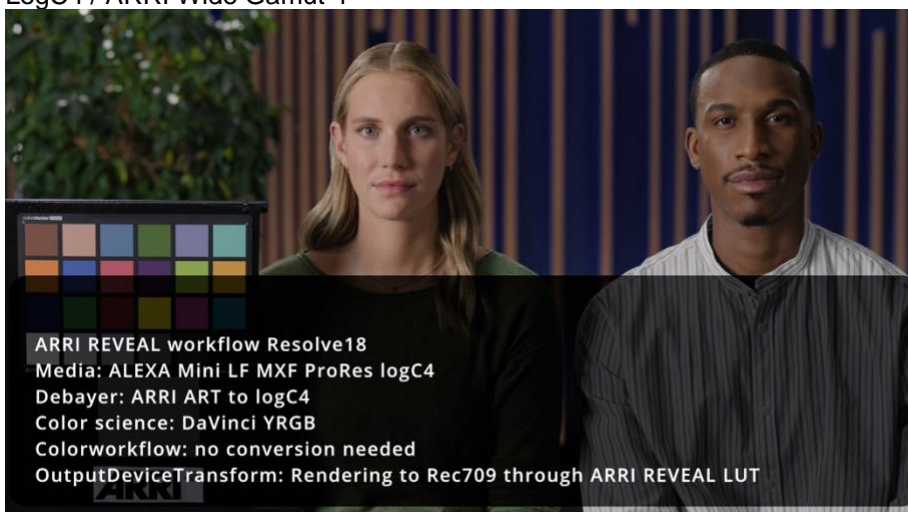 LogC4 / ARRI Wide Gamut 4
ARRI REVEAL workflow Resolve18
Media: ALEXA Mini LF MXF ProRes logC4
Debayer: ARRI ART to logC4
Color science: DaVinci YRGB
Colorworkflow: no conversion needed
OutputDeviceTransform: Rendering to Rec709 through ARRI REVEAL LUT
ARRI